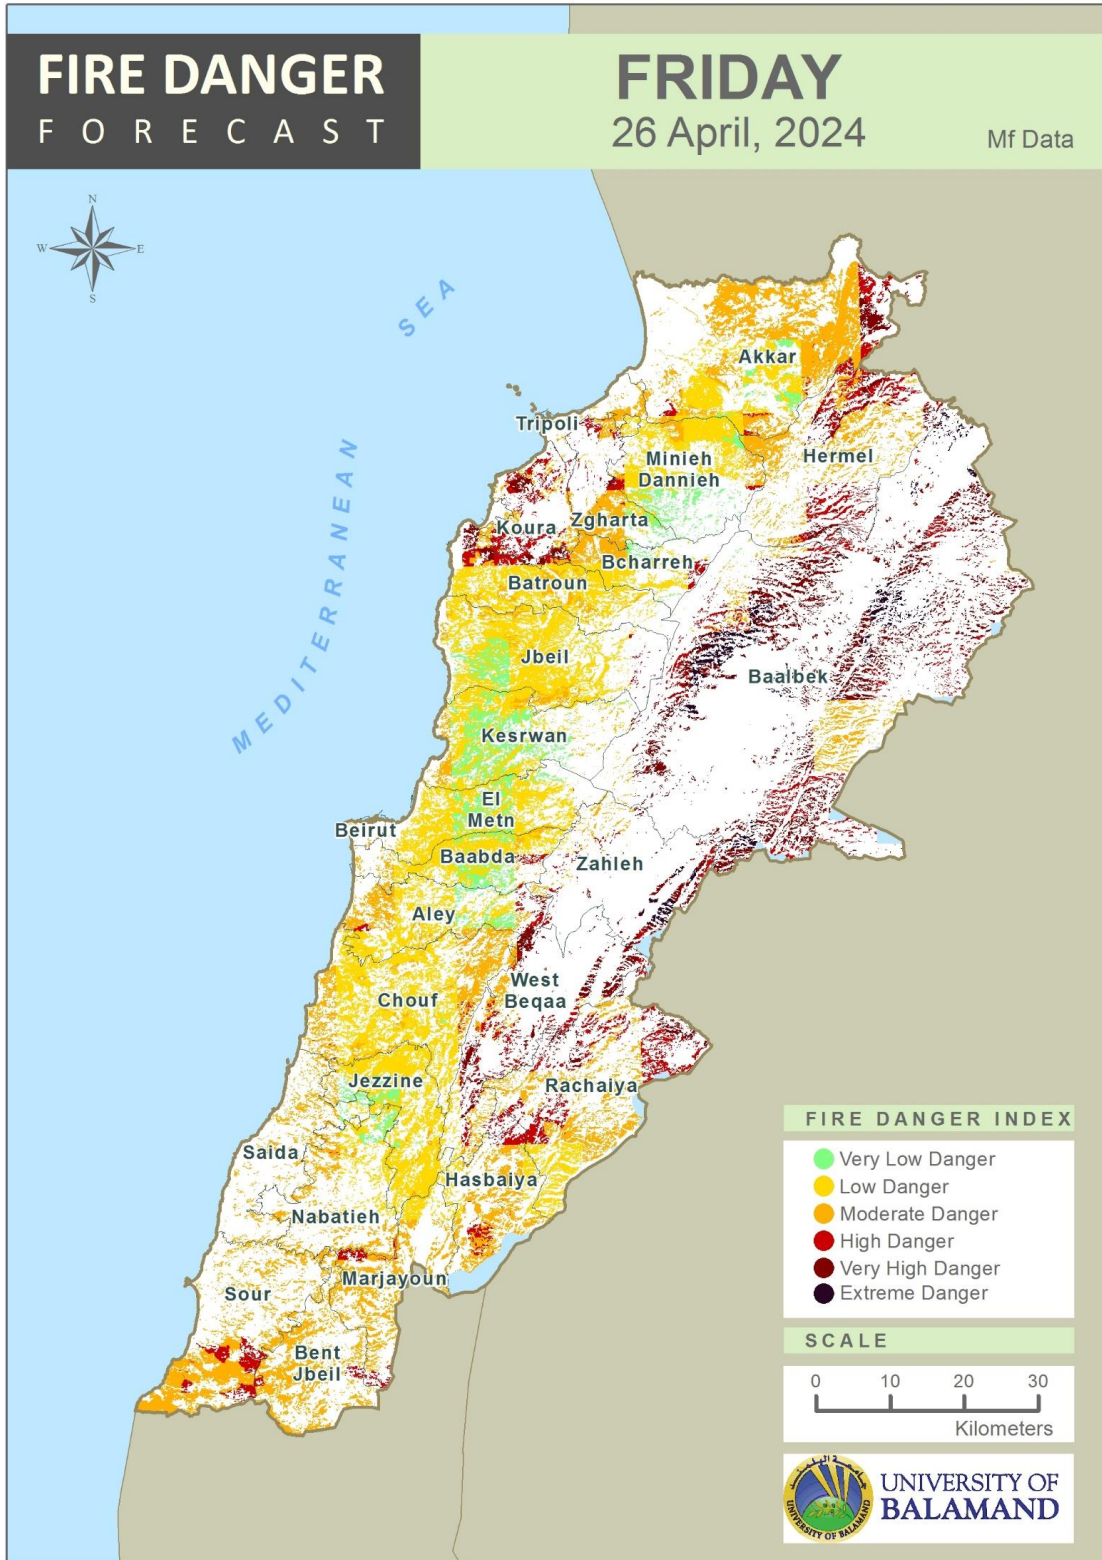 FIRE DANGER
FORECAST
FRIDAY
26 April, 2024
Mf Data
N
W
E
S
MEDITERRANEAN SEA
Akkar
Tripoli
Minieh
Dannieh
Hermel
Koura
Zgharta
Bcharreh
Batroun
Jbeil
Baalbek
Kesrwan
El
Metn
Beirut
Baabda
Zahleh
Aley
West
Beqaa
Chouf
Jezzine
Rachaiya
Saida
Hasbaiya
Nabatieh
Marjayoun
Sour
Bent
Jbeil
FIRE DANGER INDEX
Very Low Danger
Low Danger
Moderate Danger
High Danger
Very High Danger
Extreme Danger
SCALE
0 10 20 30
Kilometers
UNIVERSITY OF
BALAMAND
UNIVERSITY OF BALAMAND